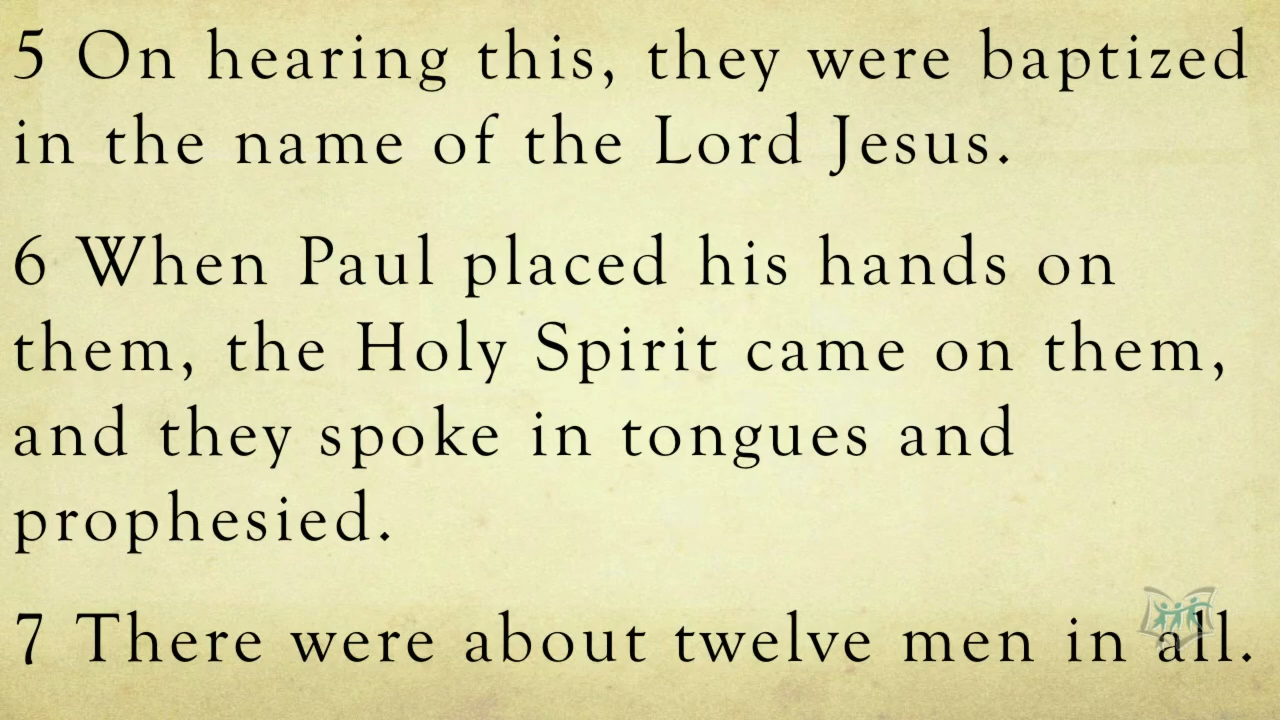 5 On hearing this, they were baptized
in the name of the Lord Jesus.
6 When Paul placed his hands on
them, the Holy Spirit came on them,
and they spoke in tongues and
prophesied.
7 There were about twelve men in all.